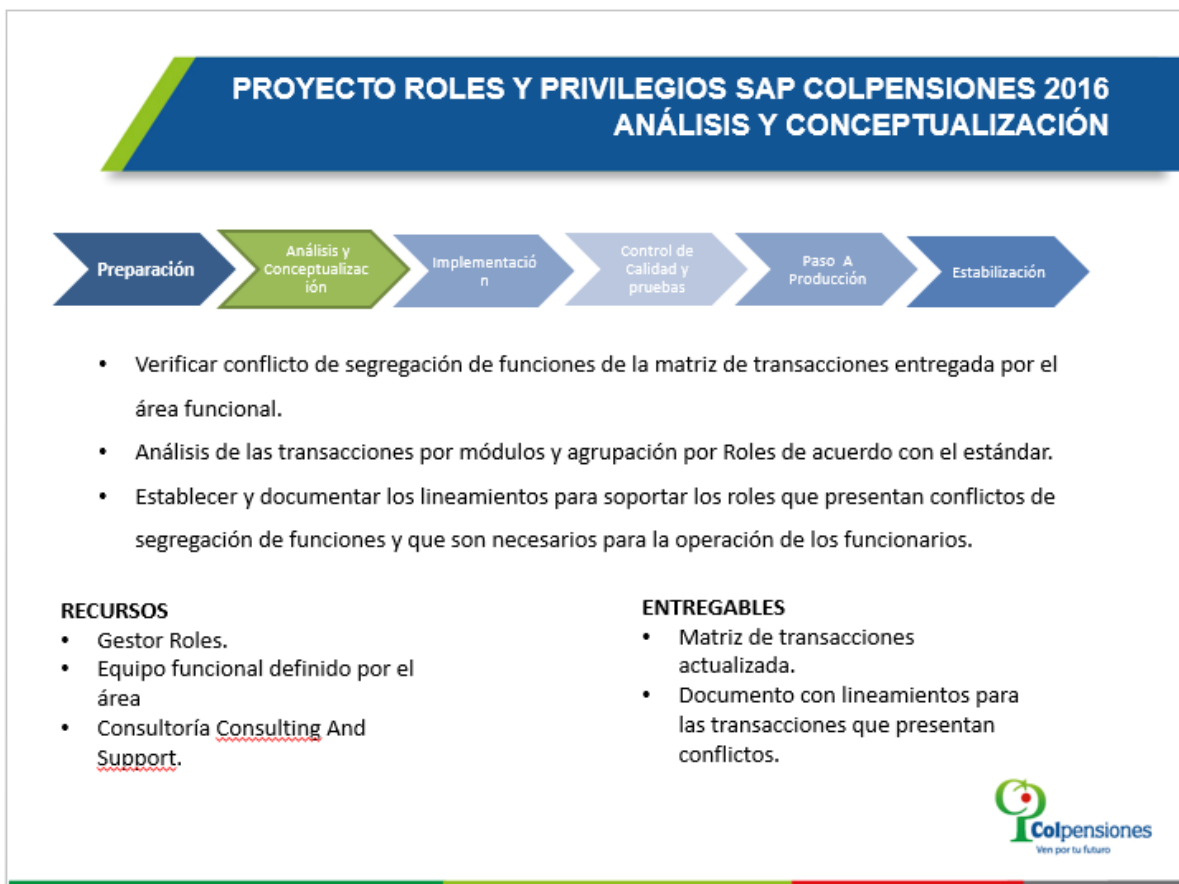 PROYECTO ROLES Y PRIVILEGIOS SAP COLPENSIONES 2016
ANÁLISIS Y CONCEPTUALIZACIÓN
Preparación
Análisis y
Conceptualizac
ión
Implementació
n
Control de
Calidad y
pruebas
Paso A
Producción
Estabilización
• Verificar conflicto de segregación de funciones de la matriz de transacciones entregada por el
área funcional.
• Análisis de las transacciones por módulos y agrupación por Roles de acuerdo con el estándar.
• Establecer y documentar los lineamientos para soportar los roles que presentan conflictos de
segregación de funciones y que son necesarios para la operación de los funcionarios.
RECURSOS
• Gestor Roles.
• Equipo funcional definido por el
área
• Consultoría Consulting And
Support.
ENTREGABLES
• Matriz de transacciones
actualizada.
• Documento con lineamientos para
las transacciones que presentan
conflictos.
Colpensiones
Ven por tu futuro